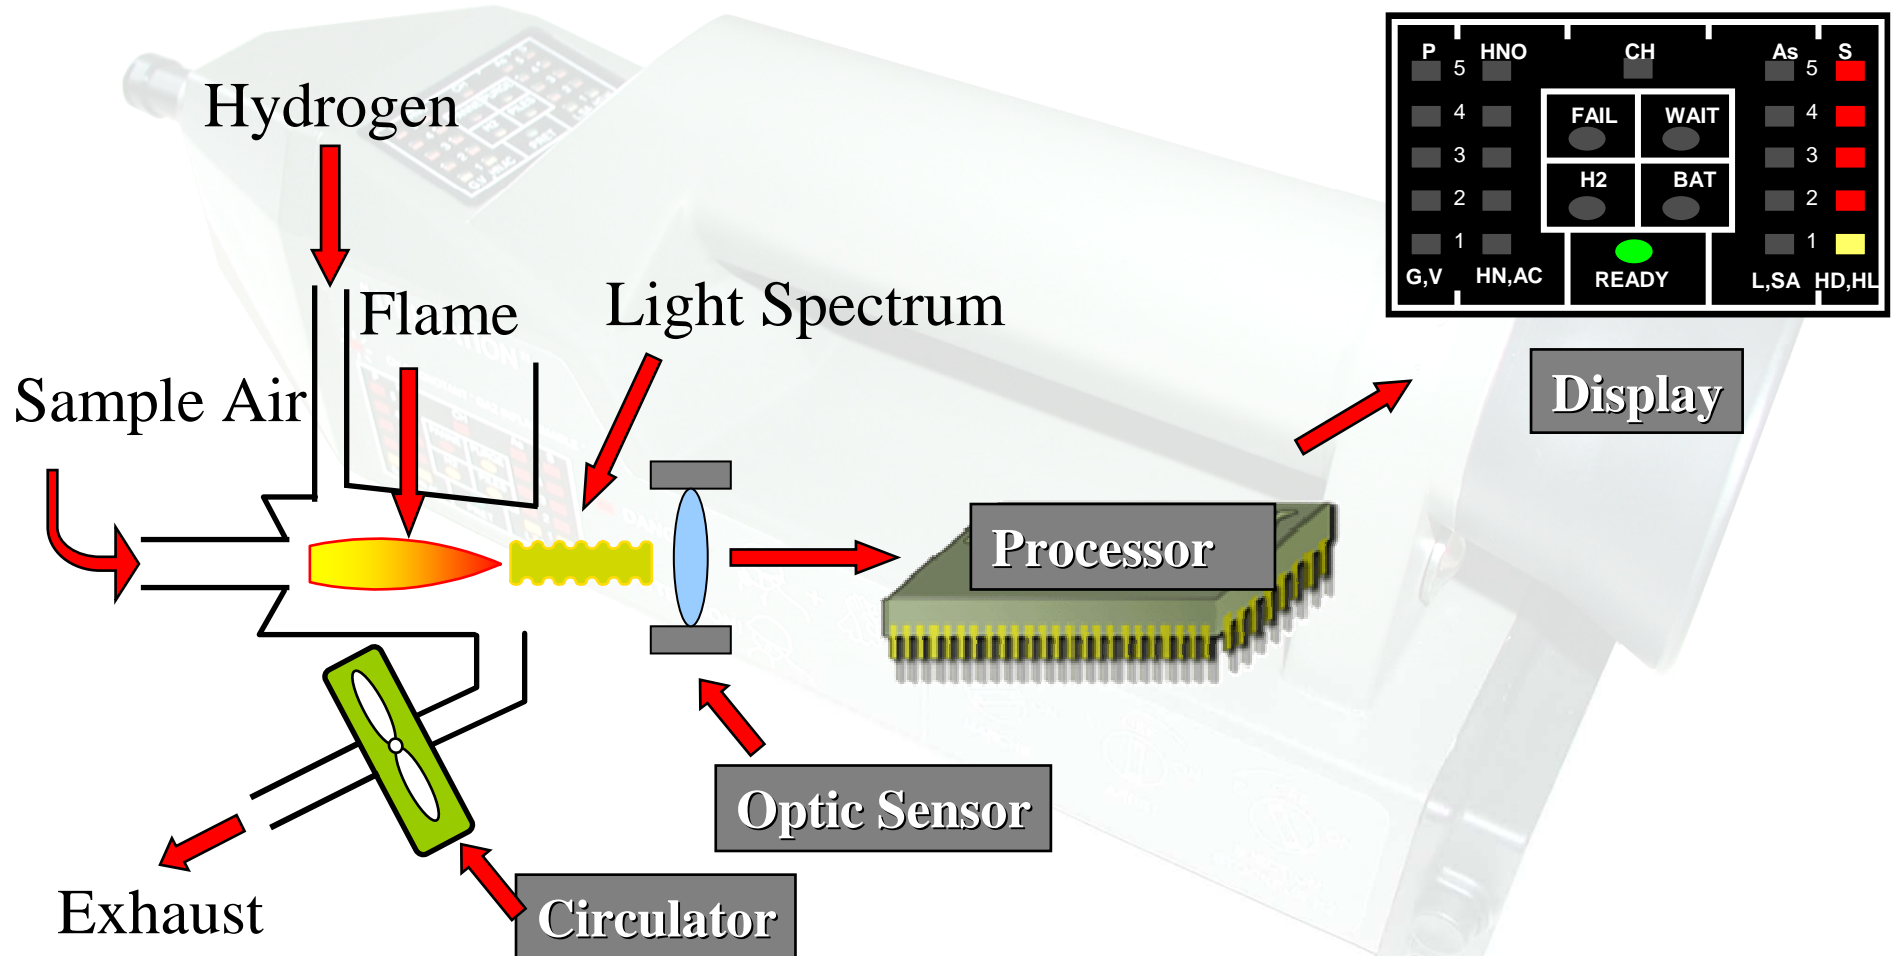 Hydrogen
Flame
Light Spectrum
Sample Air
P HNO CH As S
5 5
FAIL WAIT
4 4
3 3
H2 BAT
2 2
1 1
G,V HN,AC READY L,SA HD,HL
Display
Processor
Optic Sensor
Circulator
Exhaust